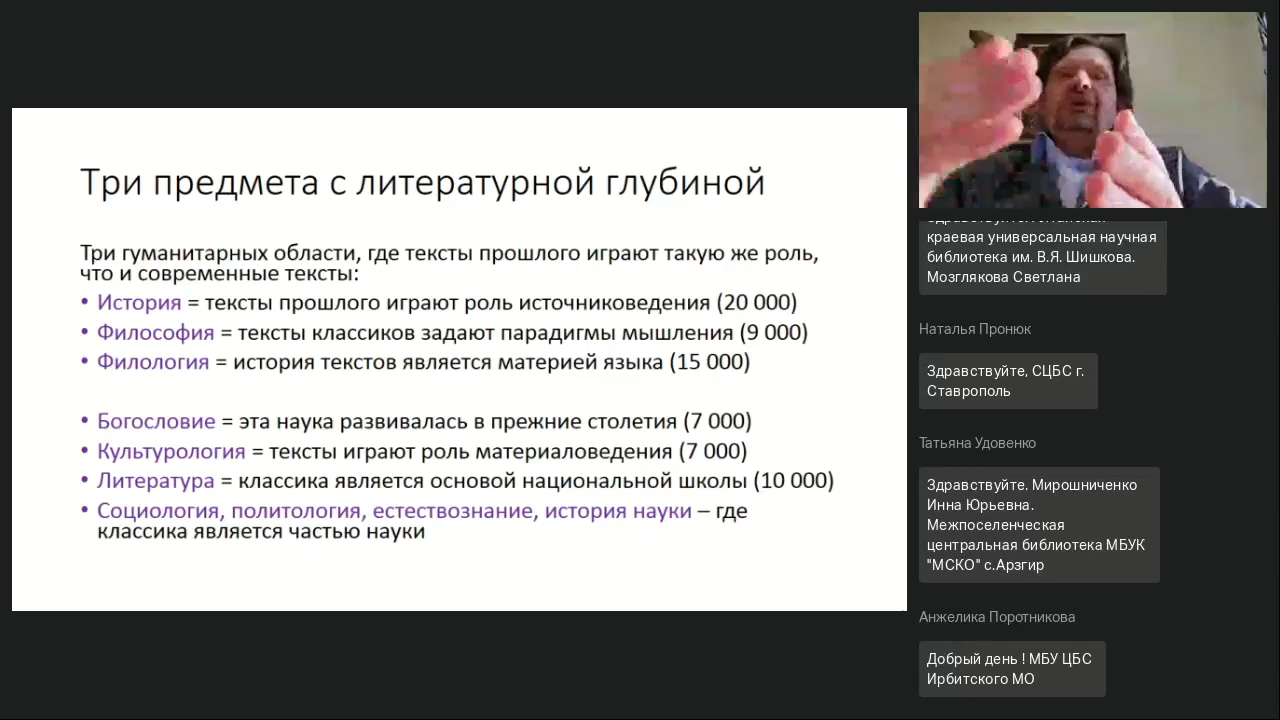 Три предмета с литературной глубиной
Три гуманитарных области, где тексты прошлого играют такую же роль,
что и современные тексты:
• История = тексты прошлого играют роль источниковедения (20 000)
• Философия = тексты классиков задают парадигмы мышления (9 000)
• Филология = история текстов является материей языка (15 000)
• Богословие = эта наука развивалась в прежние столетия (7 000)
• Культурология = тексты играют роль материаловедения (7 000)
• Литература = классика является основой национальной школы (10 000)
• Социология, политология, естествознание, история науки – где
классика является частью науки
краевая универсальная научная
библиотека им. В.Я. Шишкова.
Мозглякова Светлана
Наталья Пронюк
Здравствуйте, СЦБС г.
Ставрополь
Татьяна Удовенко
Здравствуйте. Мирошниченко
Инна Юрьевна.
Межпоселенческая
центральная библиотека МБУК
"МСКО" с.Арзгир
Анжелика Поротникова
Добрый день ! МБУ ЦБС
Ирбитского МО